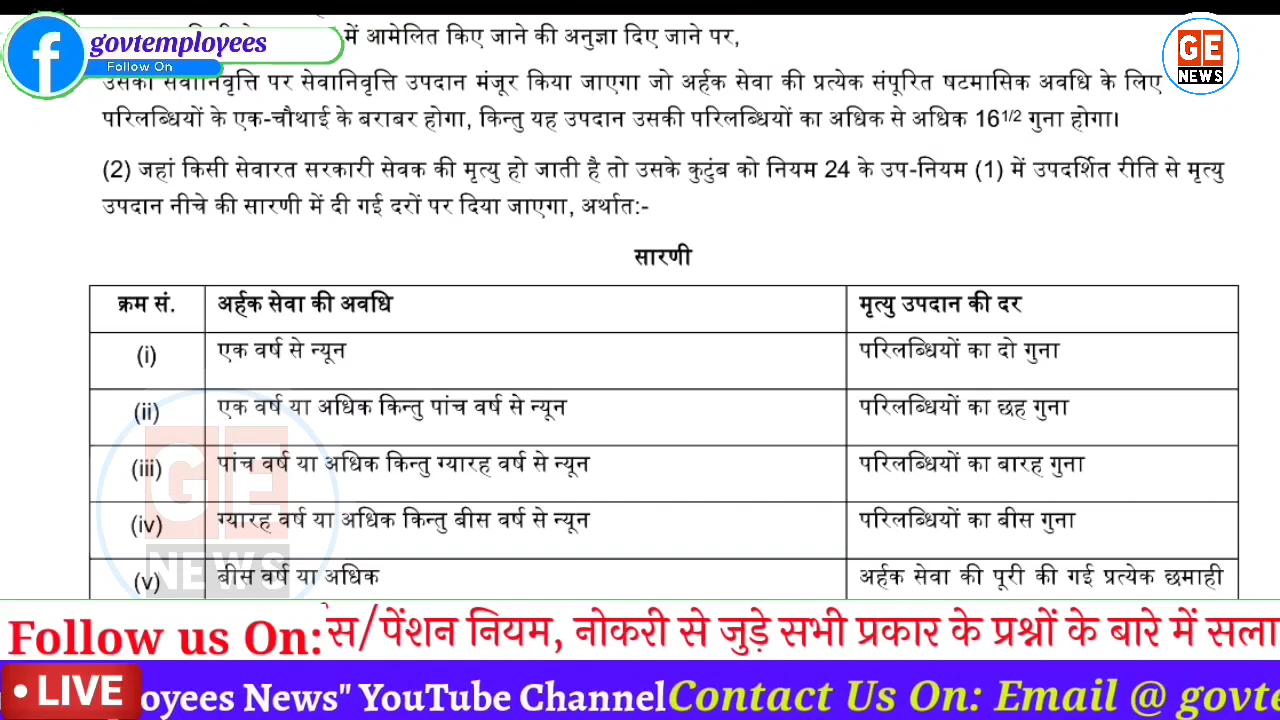 govtemployees
Follow On
GE
NEWS
में आमेलित किए जाने की अनुज्ञा दिए जाने पर,
उसकी सेवानिवृत्ति पर सेवानिवृत्ति उपदान मंजूर किया जाएगा जो अर्हक सेवा की प्रत्येक संपूरित षटमासिक अवधि के लिए
परिलब्धियों के एक-चौथाई के बराबर होगा, किन्तु यह उपदान उसकी परिलब्धियों का अधिक से अधिक 16 1/2 गुना होगा।
(2) जहां किसी सेवारत सरकारी सेवक की मृत्यु हो जाती है तो उसके कुटुंब को नियम 24 के उप-नियम (1) में उपदर्शित रीति से मृत्यु
उपदान नीचे की सारणी में दी गई दरों पर दिया जाएगा, अर्थात:-
सारणी
क्रम सं. अर्हक सेवा की अवधि मृत्यु उपदान की दर
(i) एक वर्ष से न्यून परिलब्धियों का दो गुना
(ii) एक वर्ष या अधिक किन्तु पांच वर्ष से न्यून परिलब्धियों का छह गुना
(iii) पांच वर्ष या अधिक किन्तु ग्यारह वर्ष से न्यून परिलब्धियों का बारह गुना
(iv) ग्यारह वर्ष या अधिक किन्तु बीस वर्ष से न्यून परिलब्धियों का बीस गुना
(v) बीस वर्ष या अधिक अर्हक सेवा की पूरी की गई प्रत्येक छमाही
GE
NEWS
Follow us On: स/पेंशन नियम, नोकरी से जुड़े सभी प्रकार के प्रश्नों के बारे में सला
• LIVE ployees News" YouTube Channel Contact Us On: Email @ govte